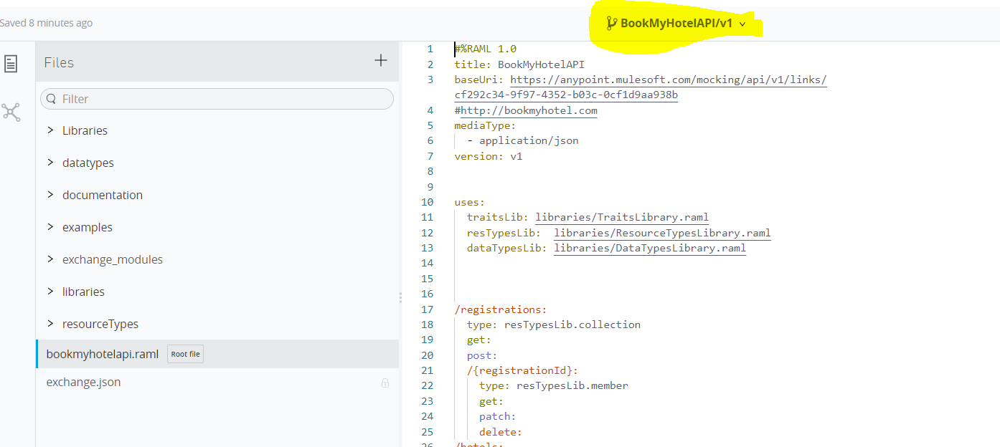 Saved 8 minutes ago
BookMyHotelAPI/v1
Files
Filter
Libraries
datatypes
documentation
examples
exchange_modules
libraries
resourceTypes
bookmyhotelapi.raml Root file
exchange.json
1 #%RAML 1.0
2 title: BookMyHotelAPI
3 baseUri: https://anypoint.mulesoft.com/mocking/api/v1/links/
cf292c34-9f97-4352-b03c-0cf1d9aa938b
4 #http://bookmyhotel.com
5 mediaType:
6 - application/json
7 version: v1
8
9
10 uses:
11 traitsLib: libraries/TraitsLibrary.raml
12 resTypesLib: libraries/ResourceTypesLibrary.raml
13 dataTypesLib: libraries/DataTypesLibrary.raml
14
15
16
17 /registrations:
18 type: resTypesLib.collection
19 get:
20 post:
21 /{registrationId}:
22 type: resTypesLib.member
23 get:
24 patch:
25 delete:
26 /hotels: